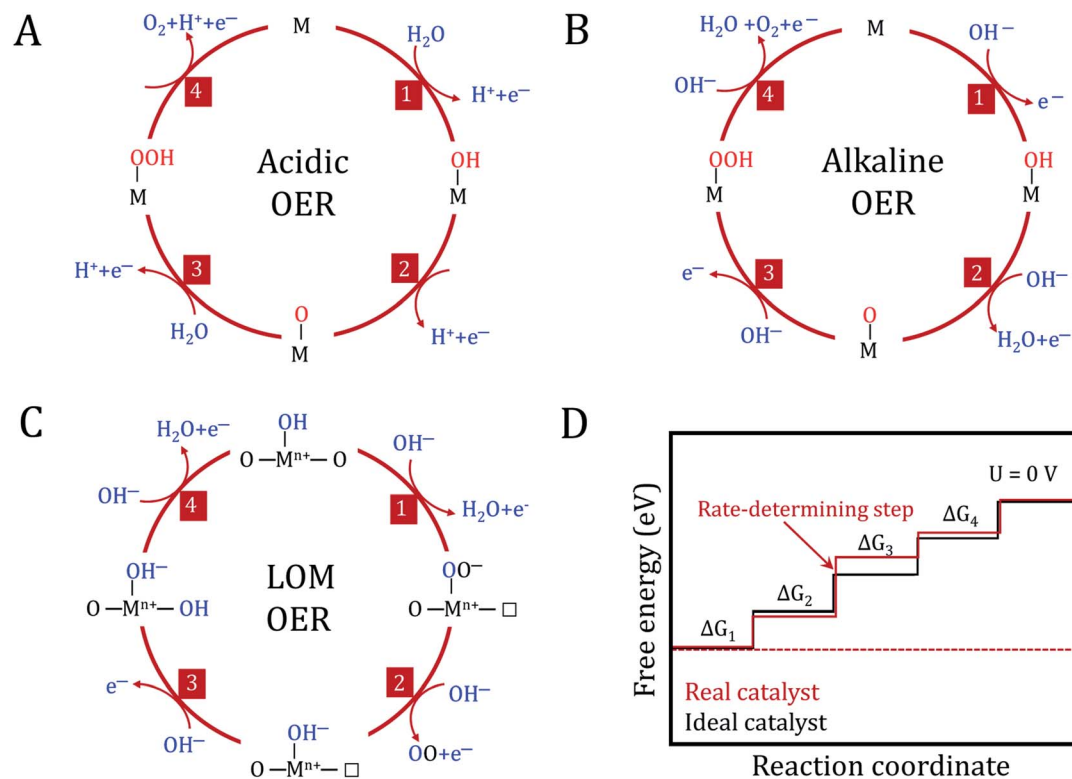 A
O₂+H⁺+e⁻
M
H₂O
4
1
H⁺+e⁻
OOH
M
Acidic
OER
OH
M
3
2
H⁺+e⁻
H₂O
O
M
H⁺+e⁻
B
H₂O +O₂+e⁻
M
OH⁻
OH⁻
4
1
e⁻
OOH
M
Alkaline
OER
OH
M
3
2
e⁻
OH⁻
OH⁻
O
M
H₂O+e⁻
C
H₂O+e⁻
OH
O —Mⁿ⁺— O
OH⁻
OH⁻
4
1
H₂O+e⁻
OH⁻
O —Mⁿ⁺— OH
LOM
OER
OO⁻
O —Mⁿ⁺—□
3
2
e⁻
OH⁻
OH⁻
OH⁻
O —Mⁿ⁺—□
OO+e⁻
D
U = 0 V
Rate-determining step
ΔG₄
ΔG₃
ΔG₂
ΔG₁
Free energy (eV)
Real catalyst
Ideal catalyst
Reaction coordinate